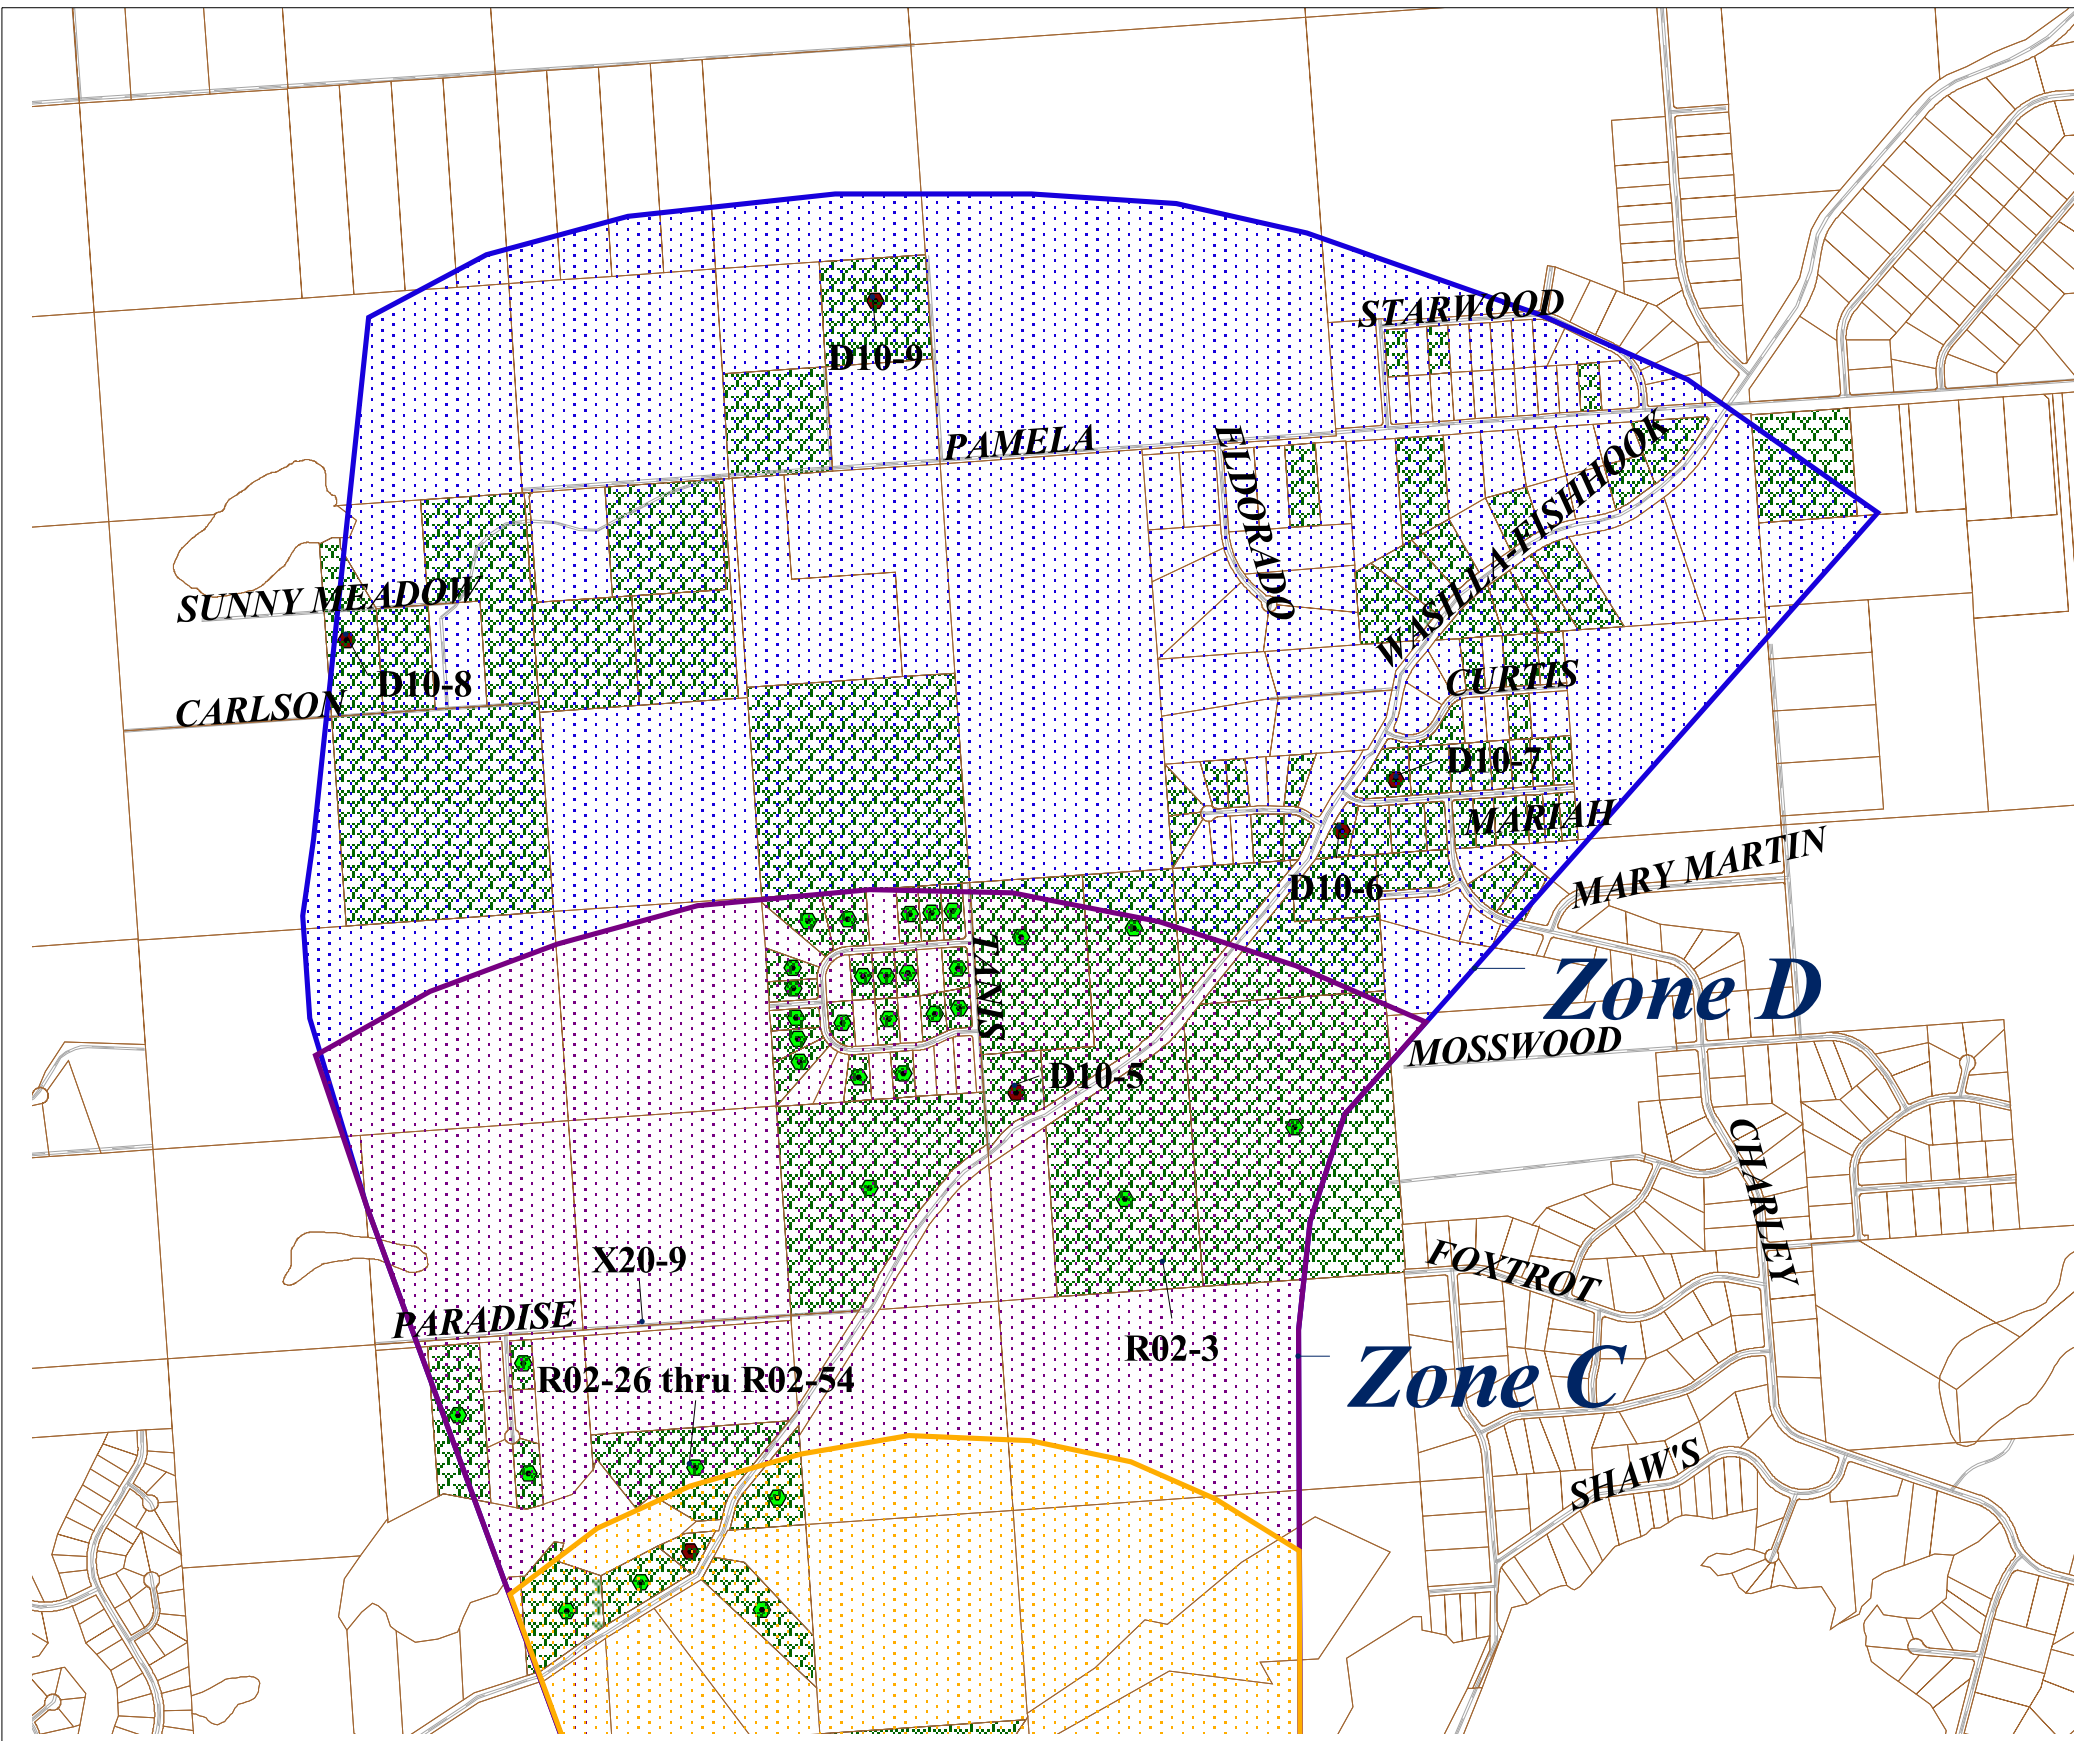 STARWOOD
D10-9
PAMELA
ELDORADO
WASILLA-FISHHOOK
SUNNY MEADOW
D10-8
CARLSON
CURTIS
D10-7
MARIAH
MARY MARTIN
D10-6
TANIS
Zone D
MOSSWOOD
D10-5
CHARLEY
X20-9
FOXTROT
PARADISE
R02-3
R02-26 thru R02-54
Zone C
SHAW'S